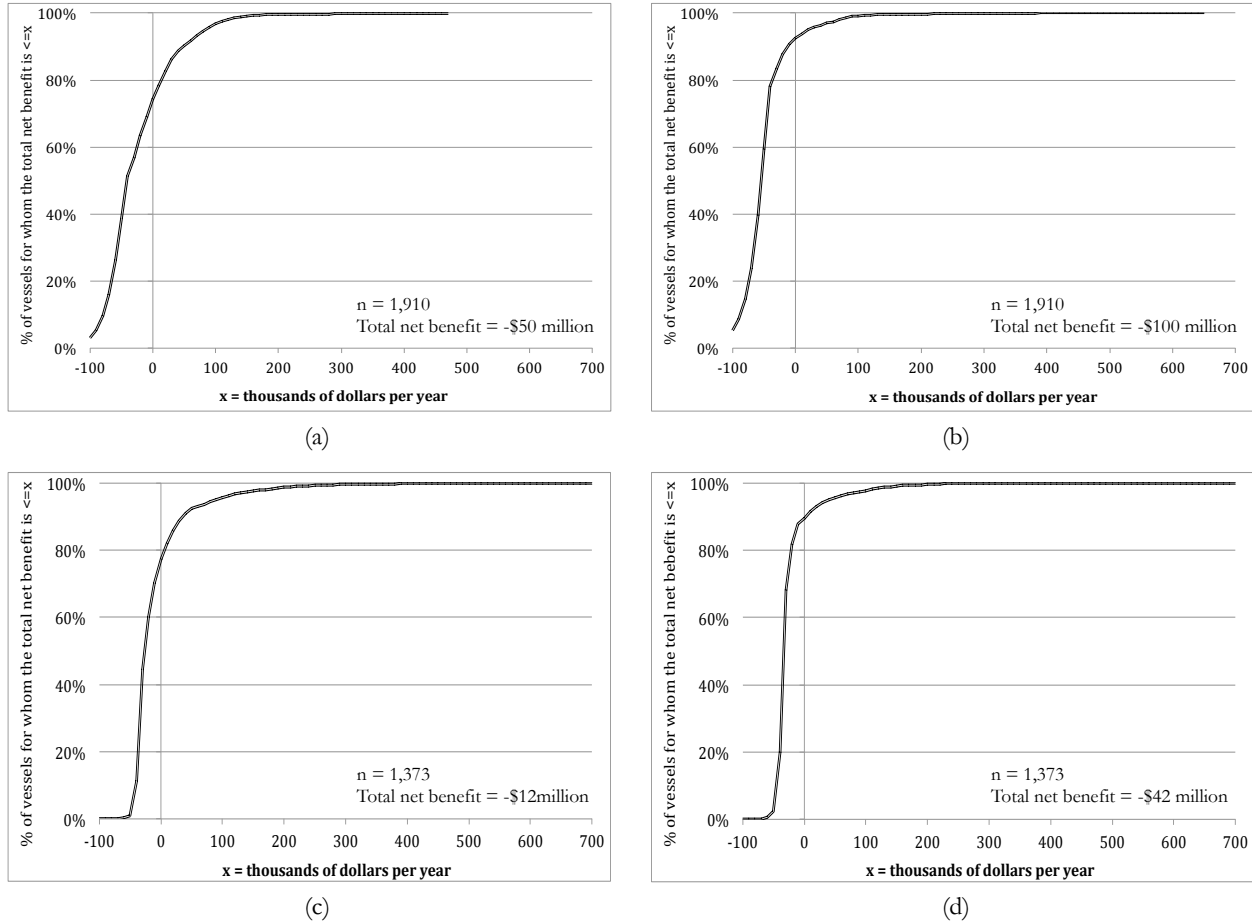 % of vessels for whom the total net benefit is <=x
100%
80%
60%
40%
20%
0%
n = 1,910
Total net benefit = -$50 million
-100 0 100 200 300 400 500 600 700
x = thousands of dollars per year
(a)
% of vessels for whom the total net benefit is <=x
100%
80%
60%
40%
20%
0%
n = 1,910
Total net benefit = -$100 million
-100 0 100 200 300 400 500 600 700
x = thousands of dollars per year
(b)
% of vessels for whom the total net benefit is <=x
100%
80%
60%
40%
20%
0%
n = 1,373
Total net benefit = -$12million
-100 0 100 200 300 400 500 600 700
x = thousands of dollars per year
(c)
% of vessels for whom the total net bebefit is <=x
100%
80%
60%
40%
20%
0%
n = 1,373
Total net benefit = -$42 million
-100 0 100 200 300 400 500 600 700
x = thousands of dollars per year
(d)